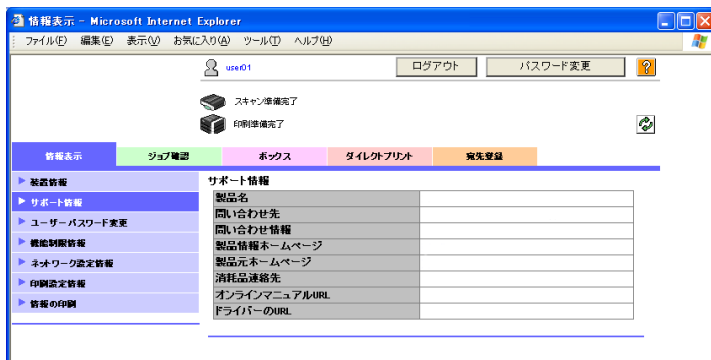 情報表示 - Microsoft Internet Explorer
ファイル(F) 編集(E) 表示(V) お気に入り(A) ツール(T) ヘルプ(H)
user01 ログアウト パスワード変更 ?
スキャン準備完了
印刷準備完了
情報表示 ジョブ確認 ボックス ダイレクトプリント 宛先登録
装置情報
サポート情報
ユーザーパスワード変更
機能制限情報
ネットワーク設定情報
印刷設定情報
情報の印刷
サポート情報
製品名
問い合わせ先
問い合わせ情報
製品情報ホームページ
製品元ホームページ
消耗品連絡先
オンラインマニュアルURL
ドライバーのURL